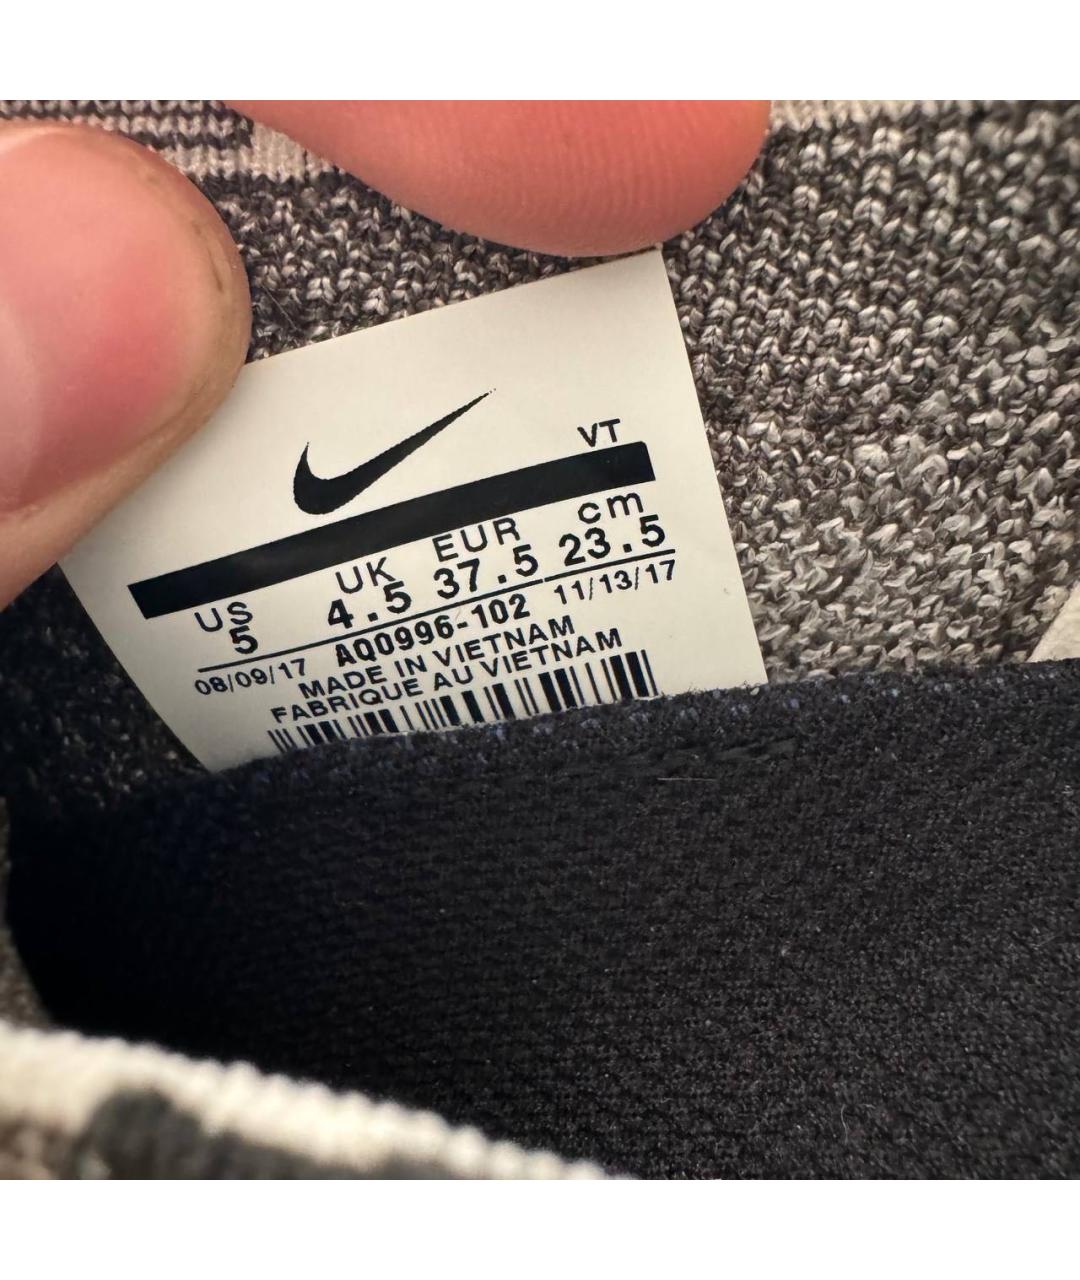 VT
US UK EUR cm
5 4.5 37.5 23.5
08/09/17 AQ0996-102 11/13/17
MADE IN VIETNAM
FABRIQUE AU VIETNAM